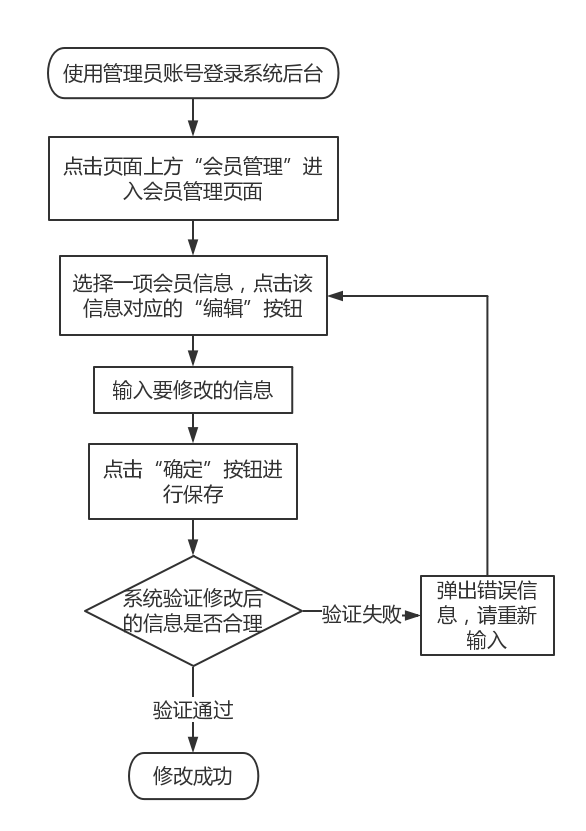 使用管理员账号登录系统后台
点击页面上方“会员管理”进
入会员管理页面
选择一项会员信息，点击该
信息对应的“编辑”按钮
输入要修改的信息
点击“确定”按钮进
行保存
系统验证修改后
的信息是否合理
验证失败
弹出错误信
息，请重新
输入
验证通过
修改成功